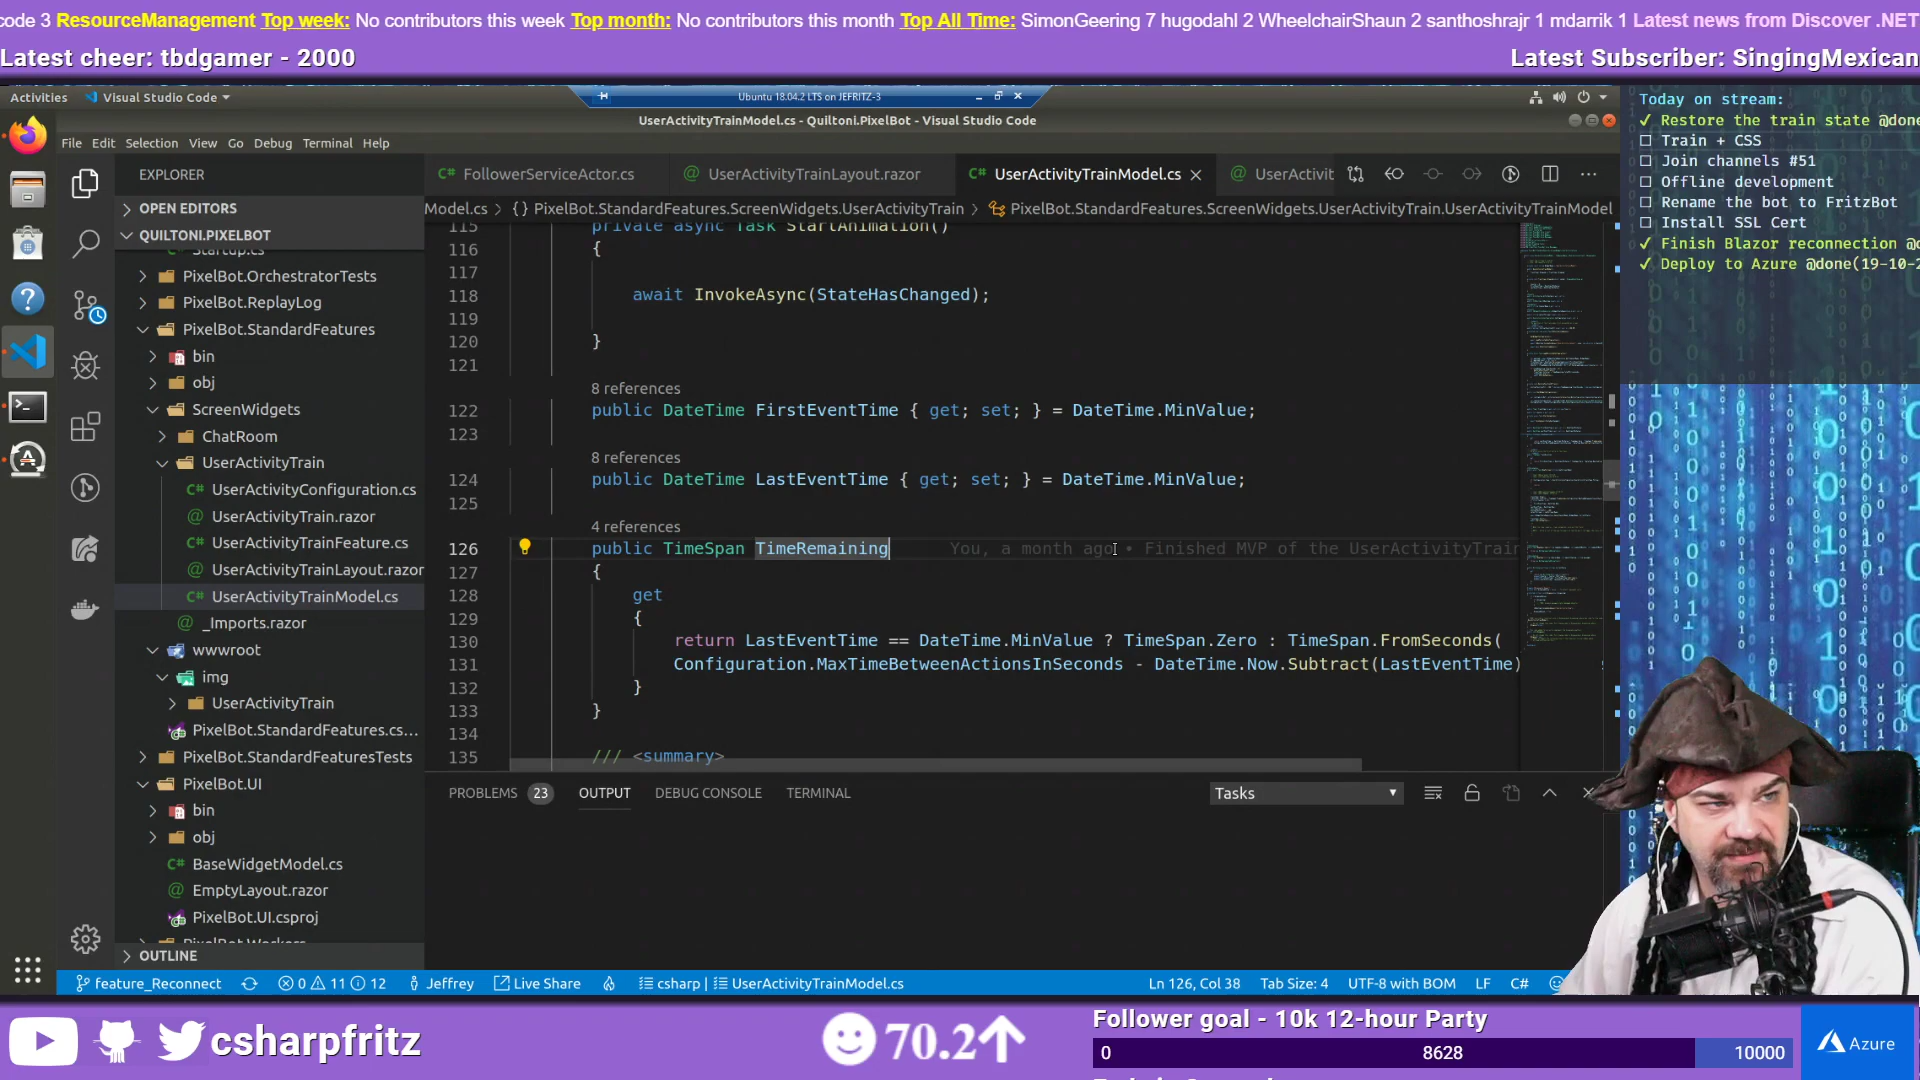 code 3 ResourceManagement Top week: No contributors this week Top month: No contributors this month Top All Time: SimonGeering 7 hugodahl 2 WheelchairShaun 2 santhoshrajr 1 mdarrik 1 Latest news from Discover .NET
Latest cheer: tbdgamer - 2000
Latest Subscriber: SingingMexican
Activities
Visual Studio Code
Ubuntu 18.04.2 LTS on JEFRITZ-3
UserActivityTrainModel.cs - Quiltoni.PixelBot - Visual Studio Code
File Edit Selection View Go Debug Terminal Help
EXPLORER
OPEN EDITORS
QUILTONI.PIXELBOT
Startup.cs
PixelBot.OrchestratorTests
PixelBot.ReplayLog
PixelBot.StandardFeatures
bin
obj
ScreenWidgets
ChatRoom
UserActivityTrain
UserActivityConfiguration.cs
UserActivityTrain.razor
UserActivityTrainFeature.cs
UserActivityTrainLayout.razor
UserActivityTrainModel.cs
_Imports.razor
wwwroot
img
UserActivityTrain
PixelBot.StandardFeatures.cs...
PixelBot.StandardFeaturesTests
PixelBot.UI
bin
obj
BaseWidgetModel.cs
EmptyLayout.razor
PixelBot.UI.csproj
PixelBot.Workers
OUTLINE
FollowerServiceActor.cs
UserActivityTrainLayout.razor
UserActivityTrainModel.cs
UserActivit
Model.cs > {} PixelBot.StandardFeatures.ScreenWidgets.UserActivityTrain > PixelBot.StandardFeatures.ScreenWidgets.UserActivityTrain.UserActivityTrainModel
115 private async Task StartAnimation()
116 {
117
118 await InvokeAsync(StateHasChanged);
119
120 }
121
8 references
122 public DateTime FirstEventTime { get; set; } = DateTime.MinValue;
123
8 references
124 public DateTime LastEventTime { get; set; } = DateTime.MinValue;
125
4 references
126 public TimeSpan TimeRemaining You, a month ago • Finished MVP of the UserActivityTrain
127 {
128 get
129 {
130 return LastEventTime == DateTime.MinValue ? TimeSpan.Zero : TimeSpan.FromSeconds(
131 Configuration.MaxTimeBetweenActionsInSeconds - DateTime.Now.Subtract(LastEventTime)
132 }
133 }
134
135 /// <summary>
PROBLEMS 23 OUTPUT DEBUG CONSOLE TERMINAL
Tasks
feature_Reconnect 0 11 12 Jeffrey Live Share csharp | UserActivityTrainModel.cs
Ln 126, Col 38 Tab Size: 4 UTF-8 with BOM LF C#
Today on stream:
✓ Restore the train state @done
☐ Train + CSS
☐ Join channels #51
☐ Offline development
☐ Rename the bot to FritzBot
☐ Install SSL Cert
✓ Finish Blazor reconnection @d
✓ Deploy to Azure @done(19-10-2
csharpfritz
70.2
Follower goal - 10k 12-hour Party
0 8628 10000
Azure